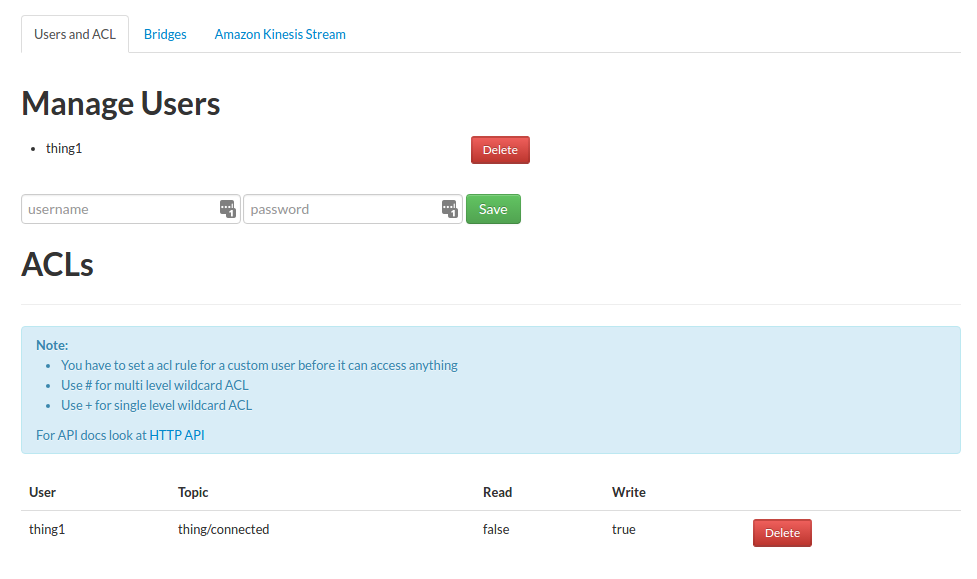 Users and ACL Bridges Amazon Kinesis Stream
Manage Users
thing1 Delete
username password Save
ACLs
Note:
You have to set a acl rule for a custom user before it can access anything
Use # for multi level wildcard ACL
Use + for single level wildcard ACL
For API docs look at HTTP API
User Topic Read Write
thing1 thing/connected false true Delete